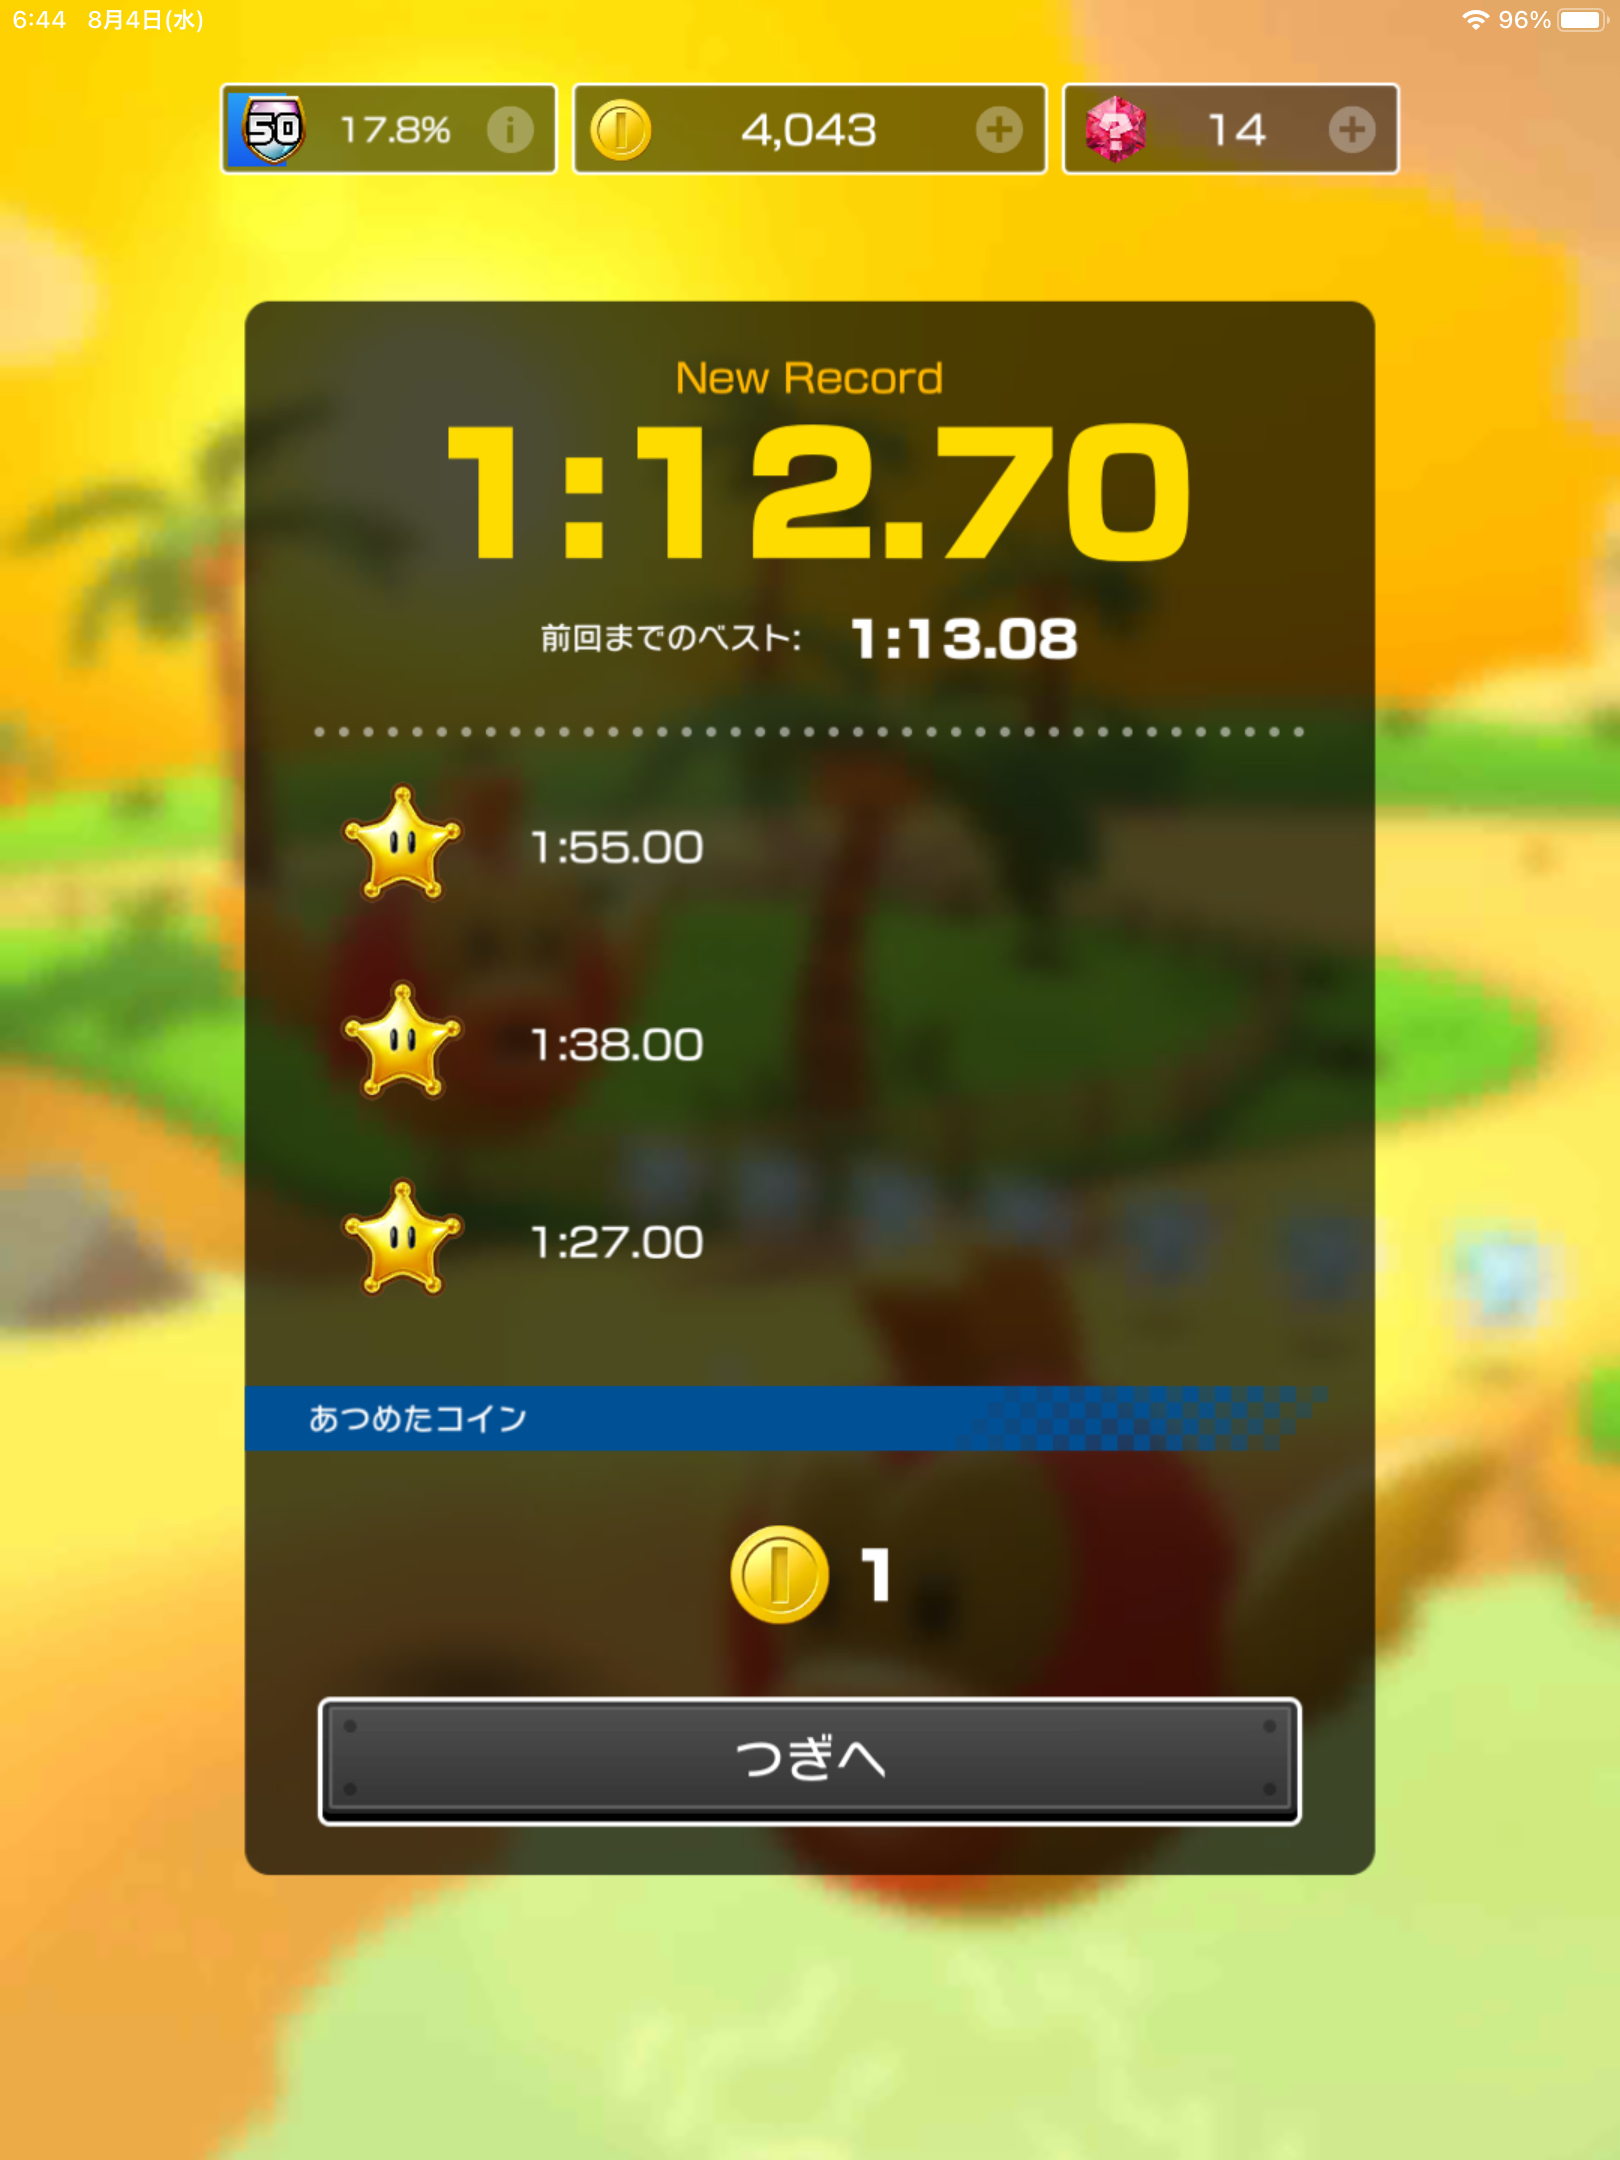 6:44 8月4日(水) 96%
50 17.8% i 4,043 + ? 14 +
New Record
1:12.70
前回までのベスト: 1:13.08
1:55.00
1:38.00
1:27.00
あつめたコイン
1
つぎへ